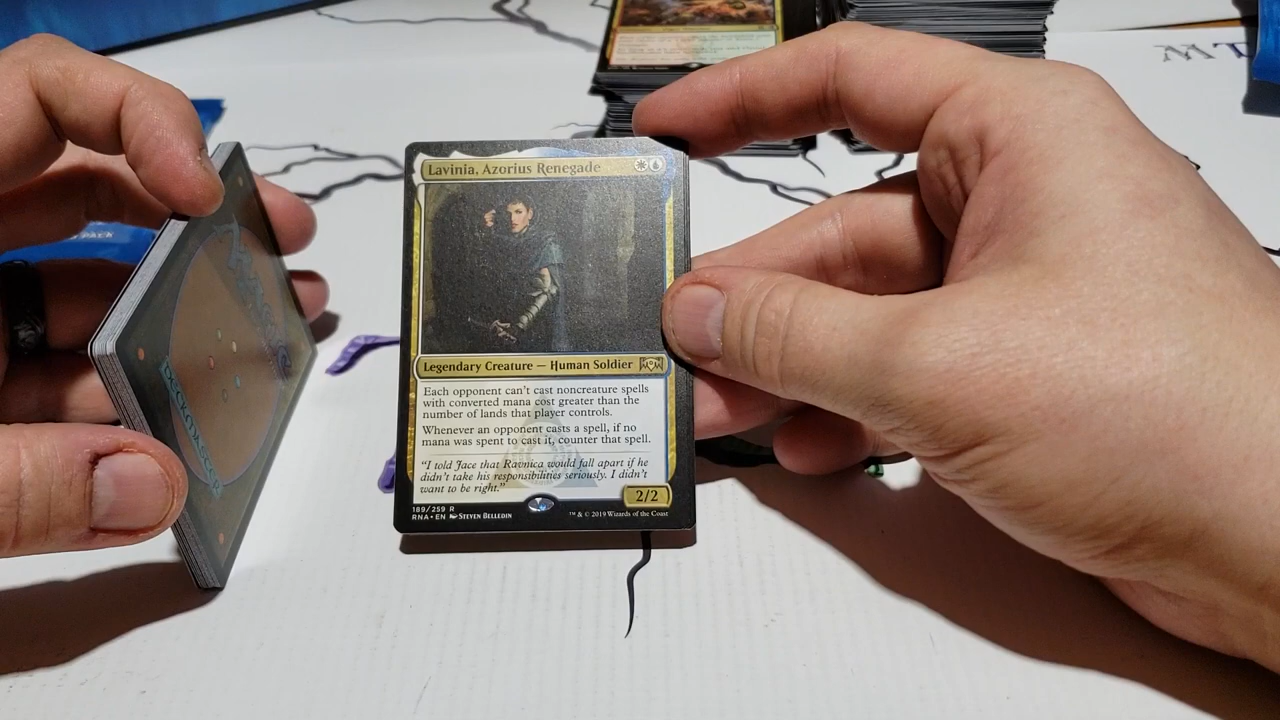 Lavinia, Azorius Renegade
Legendary Creature — Human Soldier
Each opponent can't cast noncreature spells
with converted mana cost greater than the
number of lands that player controls.
Whenever an opponent casts a spell, if no
mana was spent to cast it, counter that spell.
"I told Jace that Ravnica would fall apart if he
didn't take his responsibilities seriously. I didn't
want to be right."
2/2
189/259 R
RNA • EN Steven Belledin
™ & © 2019 Wizards of the Coast
DECKMASTER
PACK